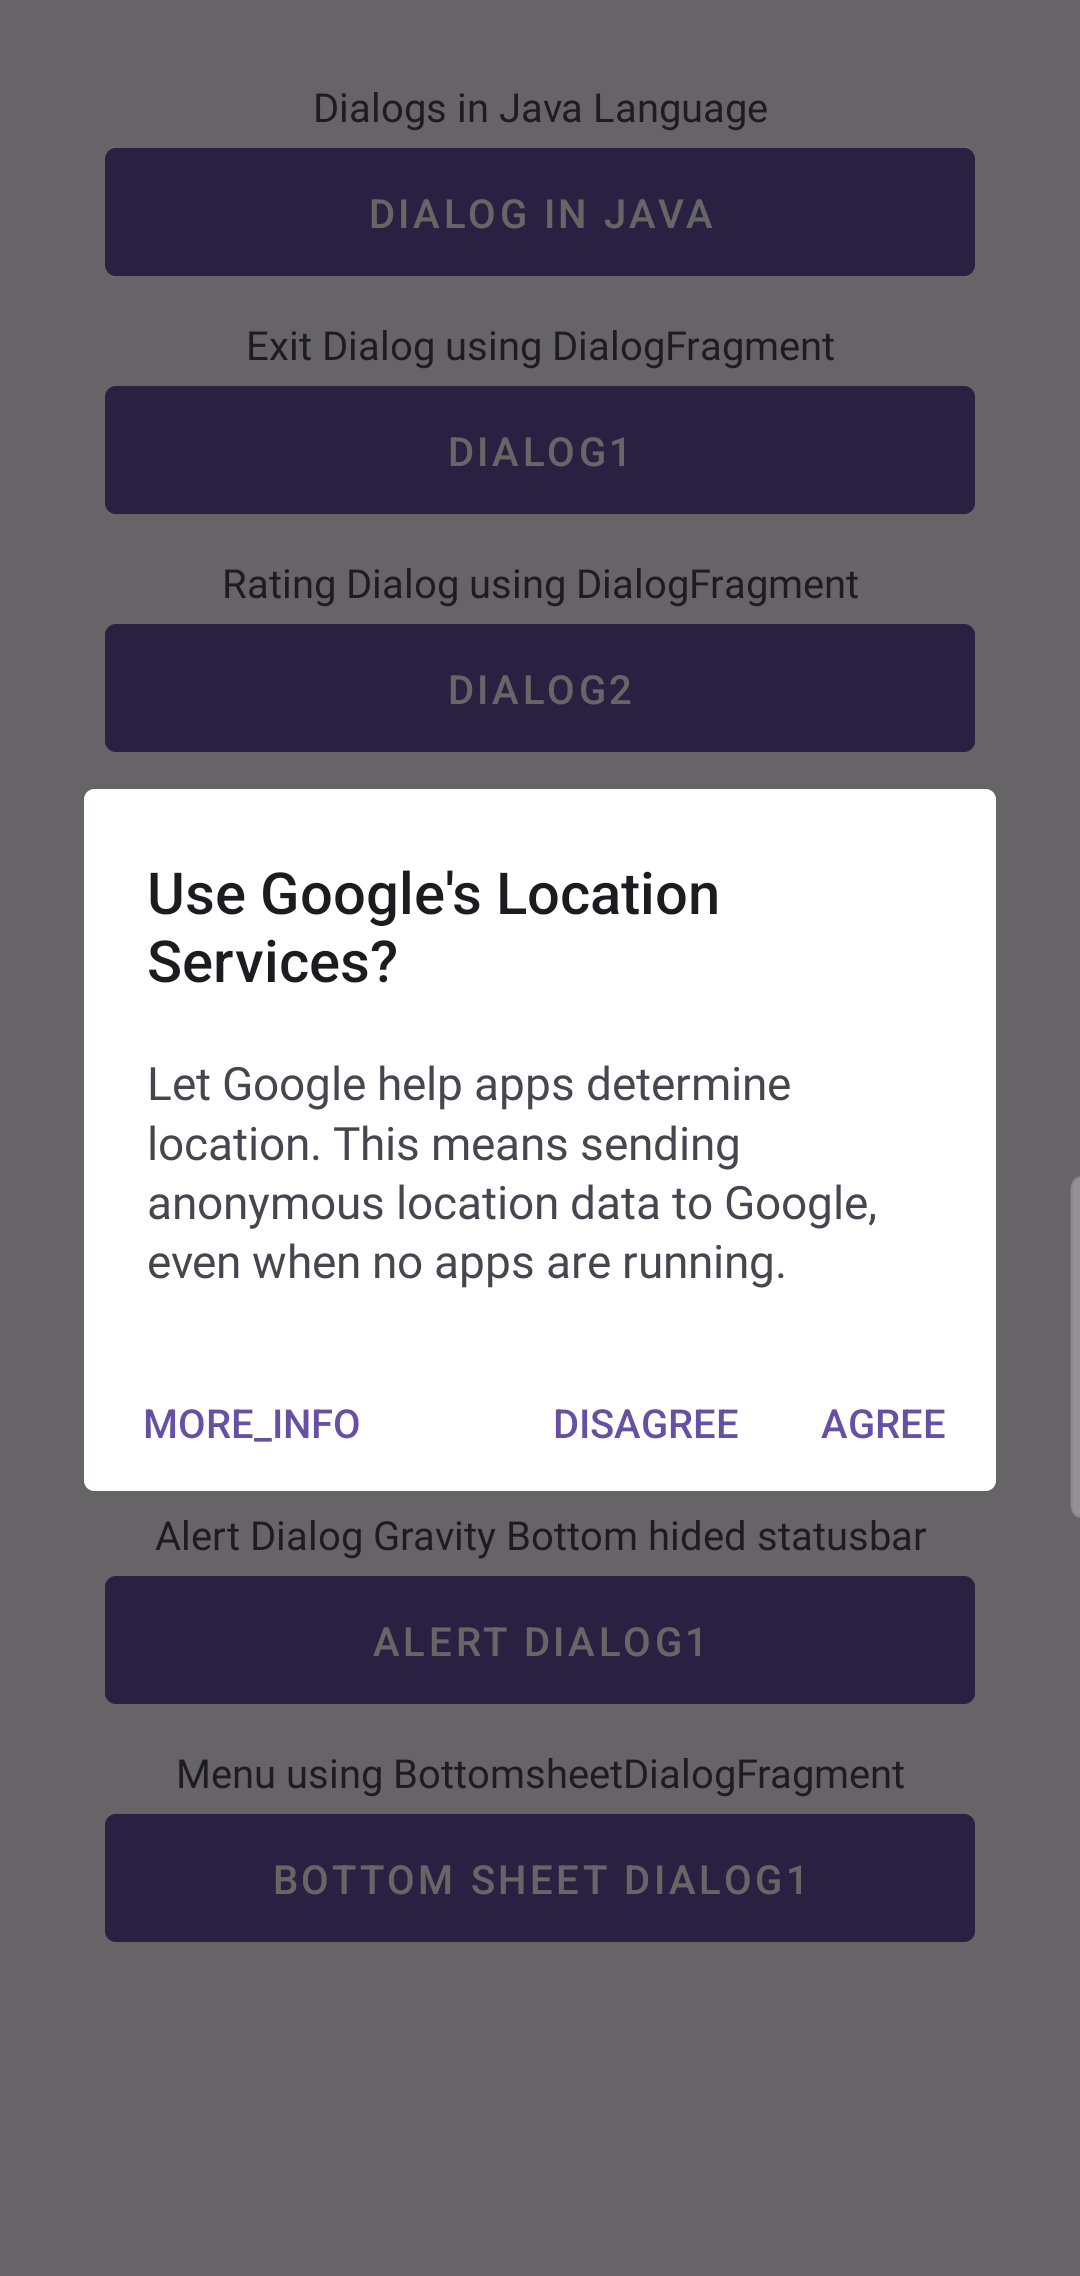 Dialogs in Java Language
DIALOG IN JAVA
Exit Dialog using DialogFragment
DIALOG1
Rating Dialog using DialogFragment
DIALOG2
Use Google's Location
Services?
Let Google help apps determine
location. This means sending
anonymous location data to Google,
even when no apps are running.
MORE_INFO DISAGREE AGREE
Alert Dialog Gravity Bottom hided statusbar
ALERT DIALOG1
Menu using BottomsheetDialogFragment
BOTTOM SHEET DIALOG1